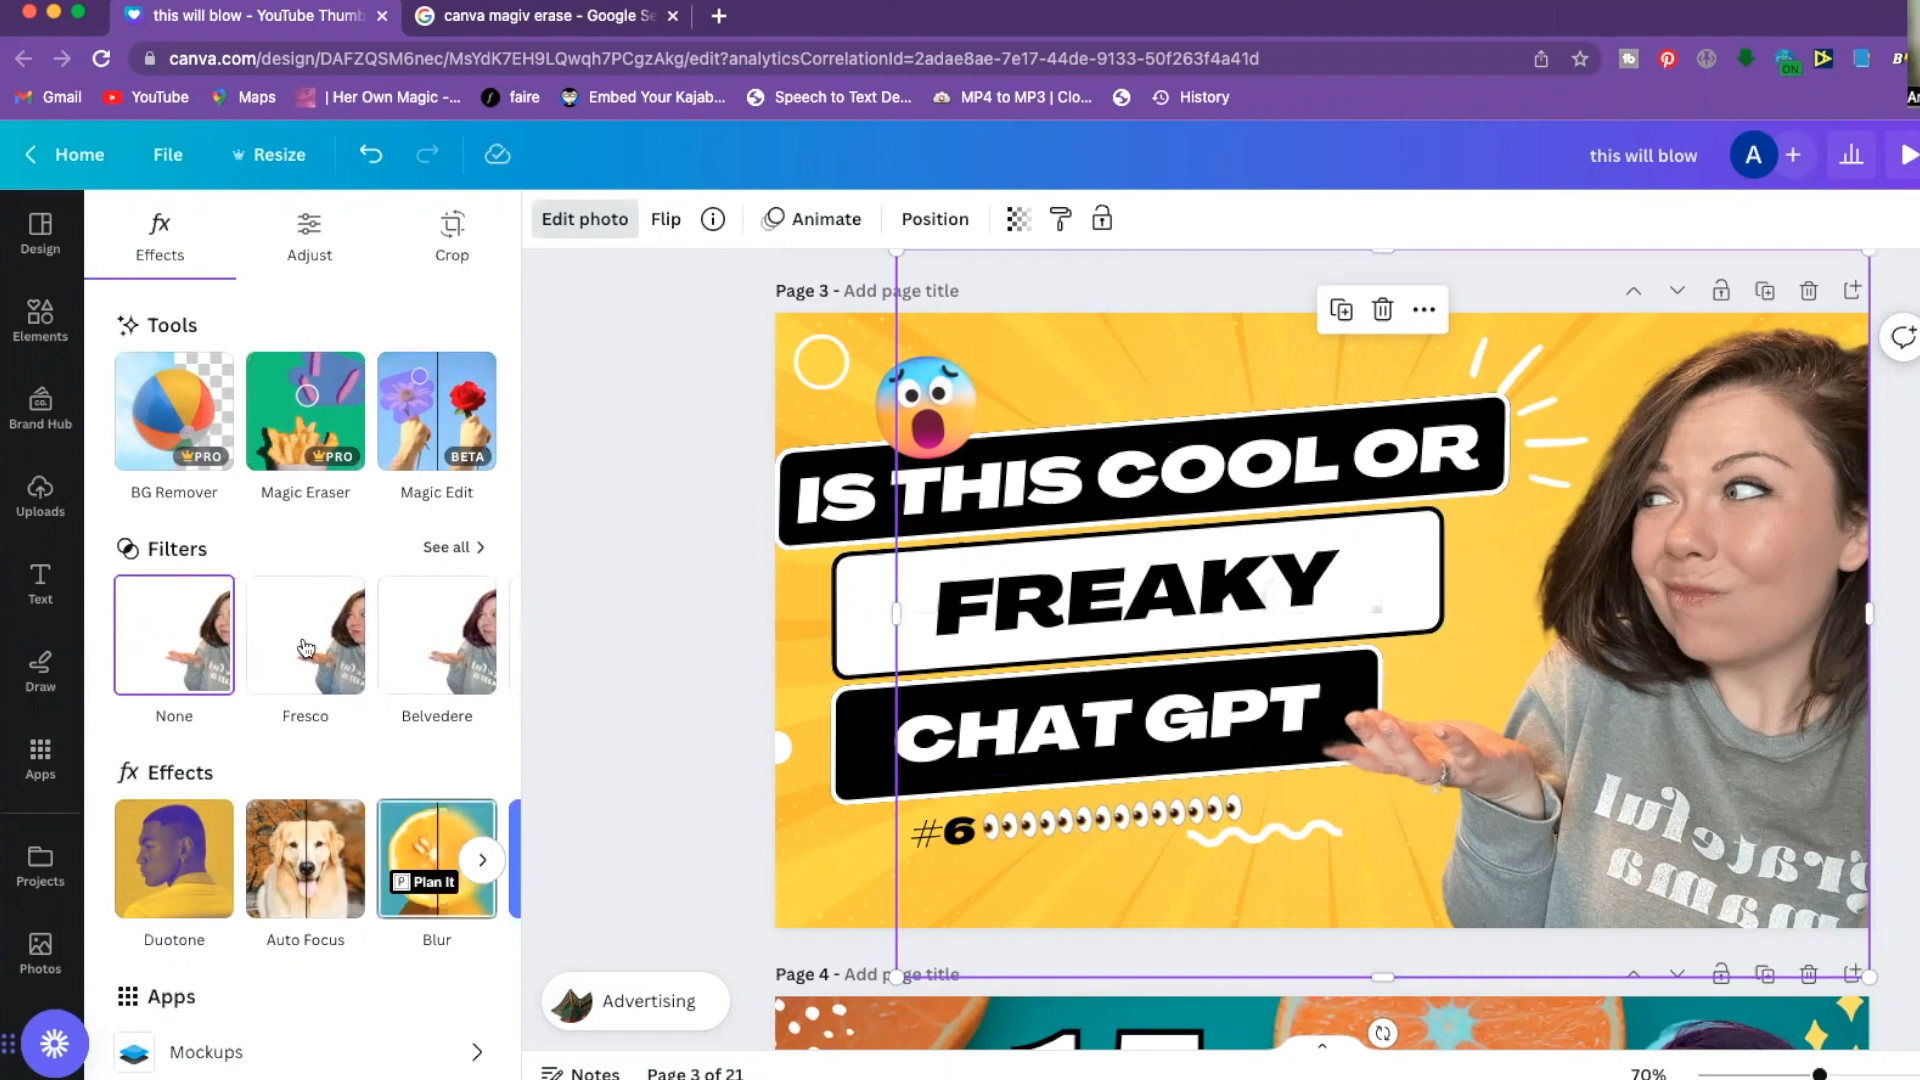 this will blow - YouTube Thumb
canva magiv erase - Google Se
canva.com/design/DAFZQSM6nec/MsYdK7EH9LQwqh7PCgzAkg/edit?analyticsCorrelationId=2adae8ae-7e17-44de-9133-50f263f4a41d
ON
Gmail YouTube Maps | Her Own Magic -... faire Embed Your Kajab... Speech to Text De... MP4 to MP3 | Clo... History
Home File Resize this will blow A
Edit photo Flip Animate Position
Design
Elements
Brand Hub
Uploads
Text
Draw
Apps
Projects
Photos
fx
Effects Adjust Crop
Tools
PRO PRO BETA
BG Remover Magic Eraser Magic Edit
Filters See all
None Fresco Belvedere
fx Effects
P Plan It
Duotone Auto Focus Blur
Apps
Mockups
Page 3 - Add page title
IS THIS COOL OR
FREAKY
CHAT GPT
#6
grateful
mama
Page 4 - Add page title
Advertising
Notes Page 3 of 21 70%